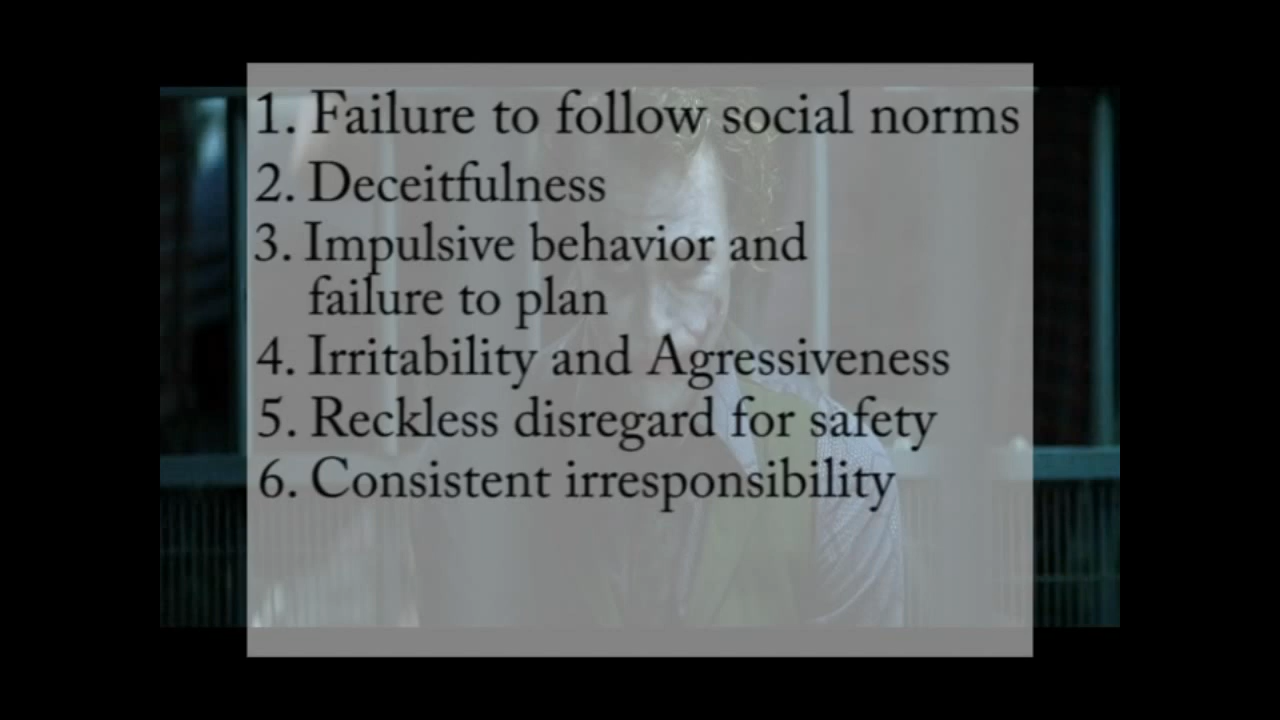 1. Failure to follow social norms
2. Deceitfulness
3. Impulsive behavior and
failure to plan
4. Irritability and Agressiveness
5. Reckless disregard for safety
6. Consistent irresponsibility